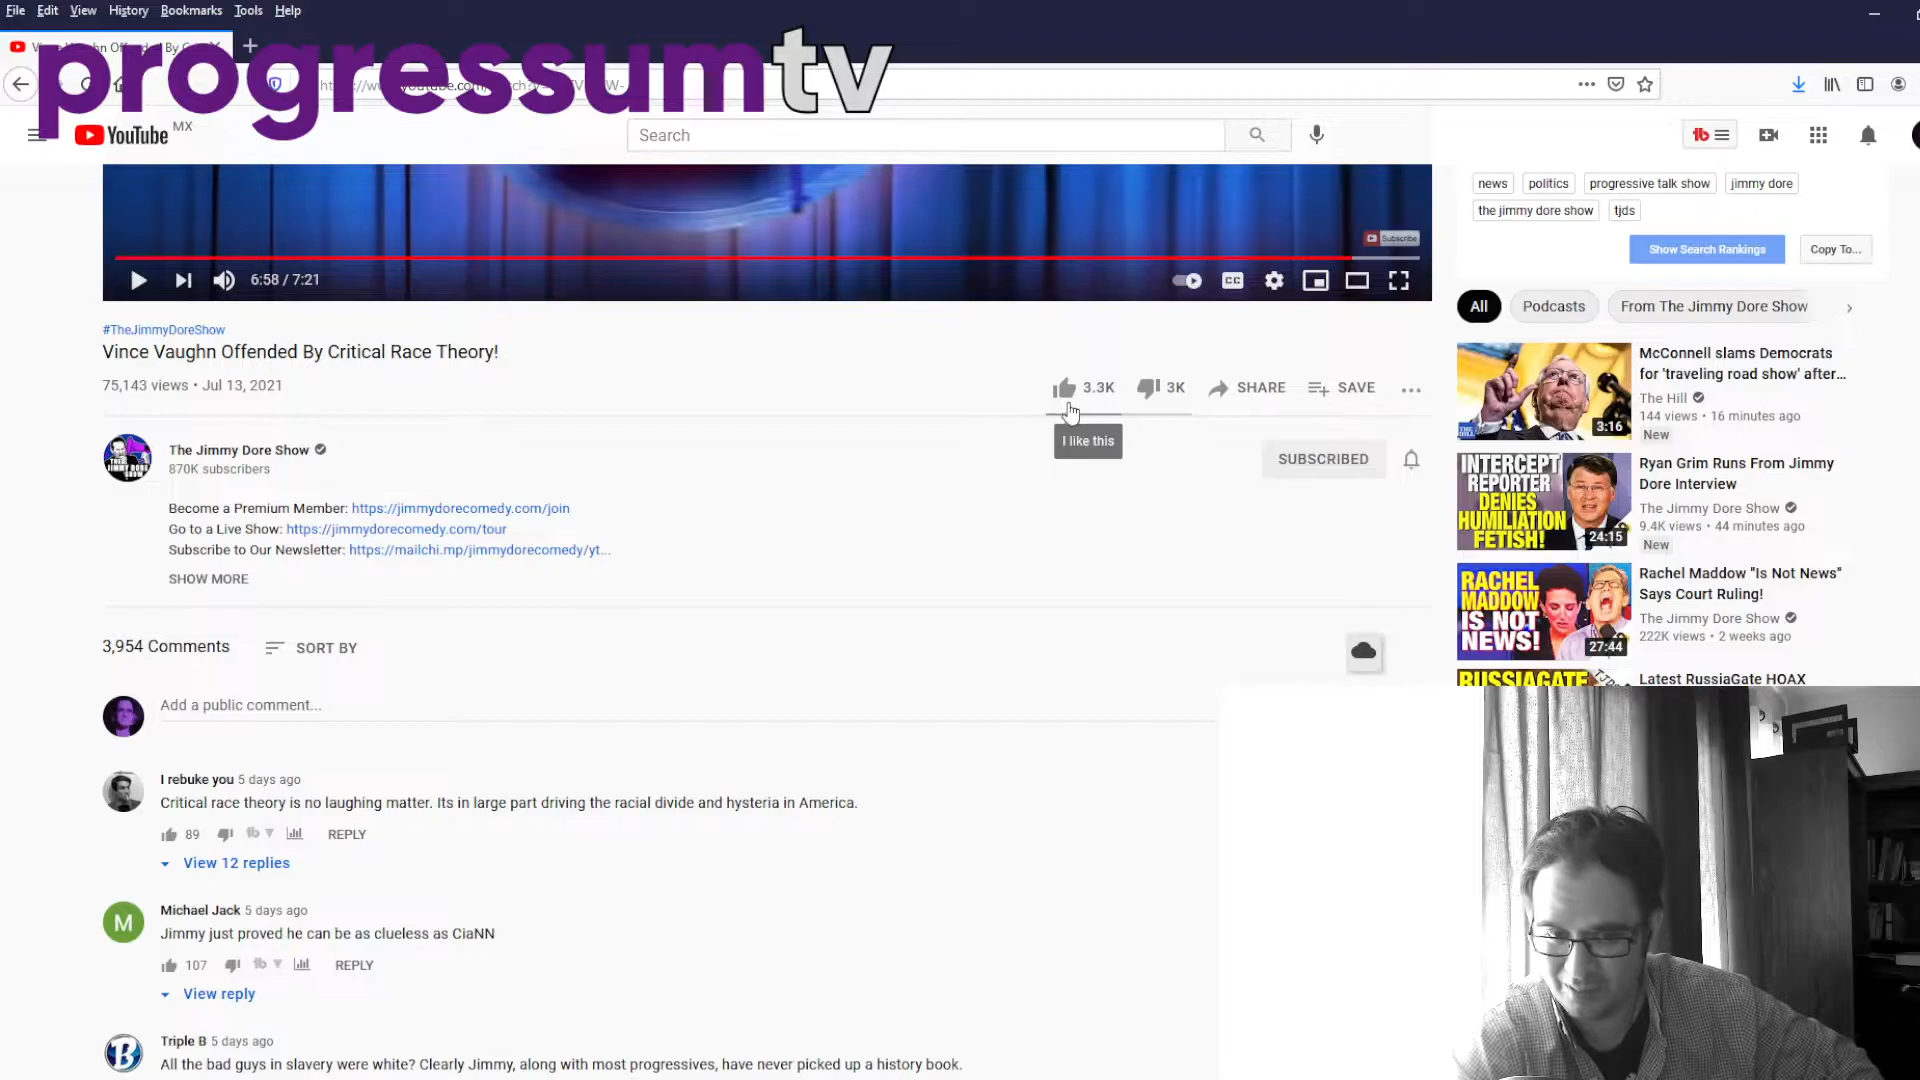 File Edit View History Bookmarks Tools Help
progressumtv
YouTube MX
Search
news politics progressive talk show jimmy dore
the jimmy dore show tjds
Show Search Rankings Copy To...
Subscribe
6:58 / 7:21
CC
#TheJimmyDoreShow
Vince Vaughn Offended By Critical Race Theory!
75,143 views • Jul 13, 2021
3.3K 3K SHARE SAVE
I like this
The Jimmy Dore Show
870K subscribers
SUBSCRIBED
Become a Premium Member: https://jimmydorecomedy.com/join
Go to a Live Show: https://jimmydorecomedy.com/tour
Subscribe to Our Newsletter: https://mailchi.mp/jimmydorecomedy/yt...
SHOW MORE
3,954 Comments SORT BY
Add a public comment...
I rebuke you 5 days ago
Critical race theory is no laughing matter. Its in large part driving the racial divide and hysteria in America.
89 REPLY
View 12 replies
M
Michael Jack 5 days ago
Jimmy just proved he can be as clueless as CiaNN
107 REPLY
View reply
B
Triple B 5 days ago
All the bad guys in slavery were white? Clearly Jimmy, along with most progressives, have never picked up a history book.
All Podcasts From The Jimmy Dore Show
McConnell slams Democrats
for 'traveling road show' after...
The Hill
144 views • 16 minutes ago
New
3:16
INTERCEPT
REPORTER
DENIES
HUMILIATION
FETISH!
24:15
Ryan Grim Runs From Jimmy
Dore Interview
The Jimmy Dore Show
9.4K views • 44 minutes ago
New
RACHEL
MADDOW
IS NOT
NEWS!
27:44
Rachel Maddow "Is Not News"
Says Court Ruling!
The Jimmy Dore Show
222K views • 2 weeks ago
RUSSIAGATE
Latest RussiaGate HOAX